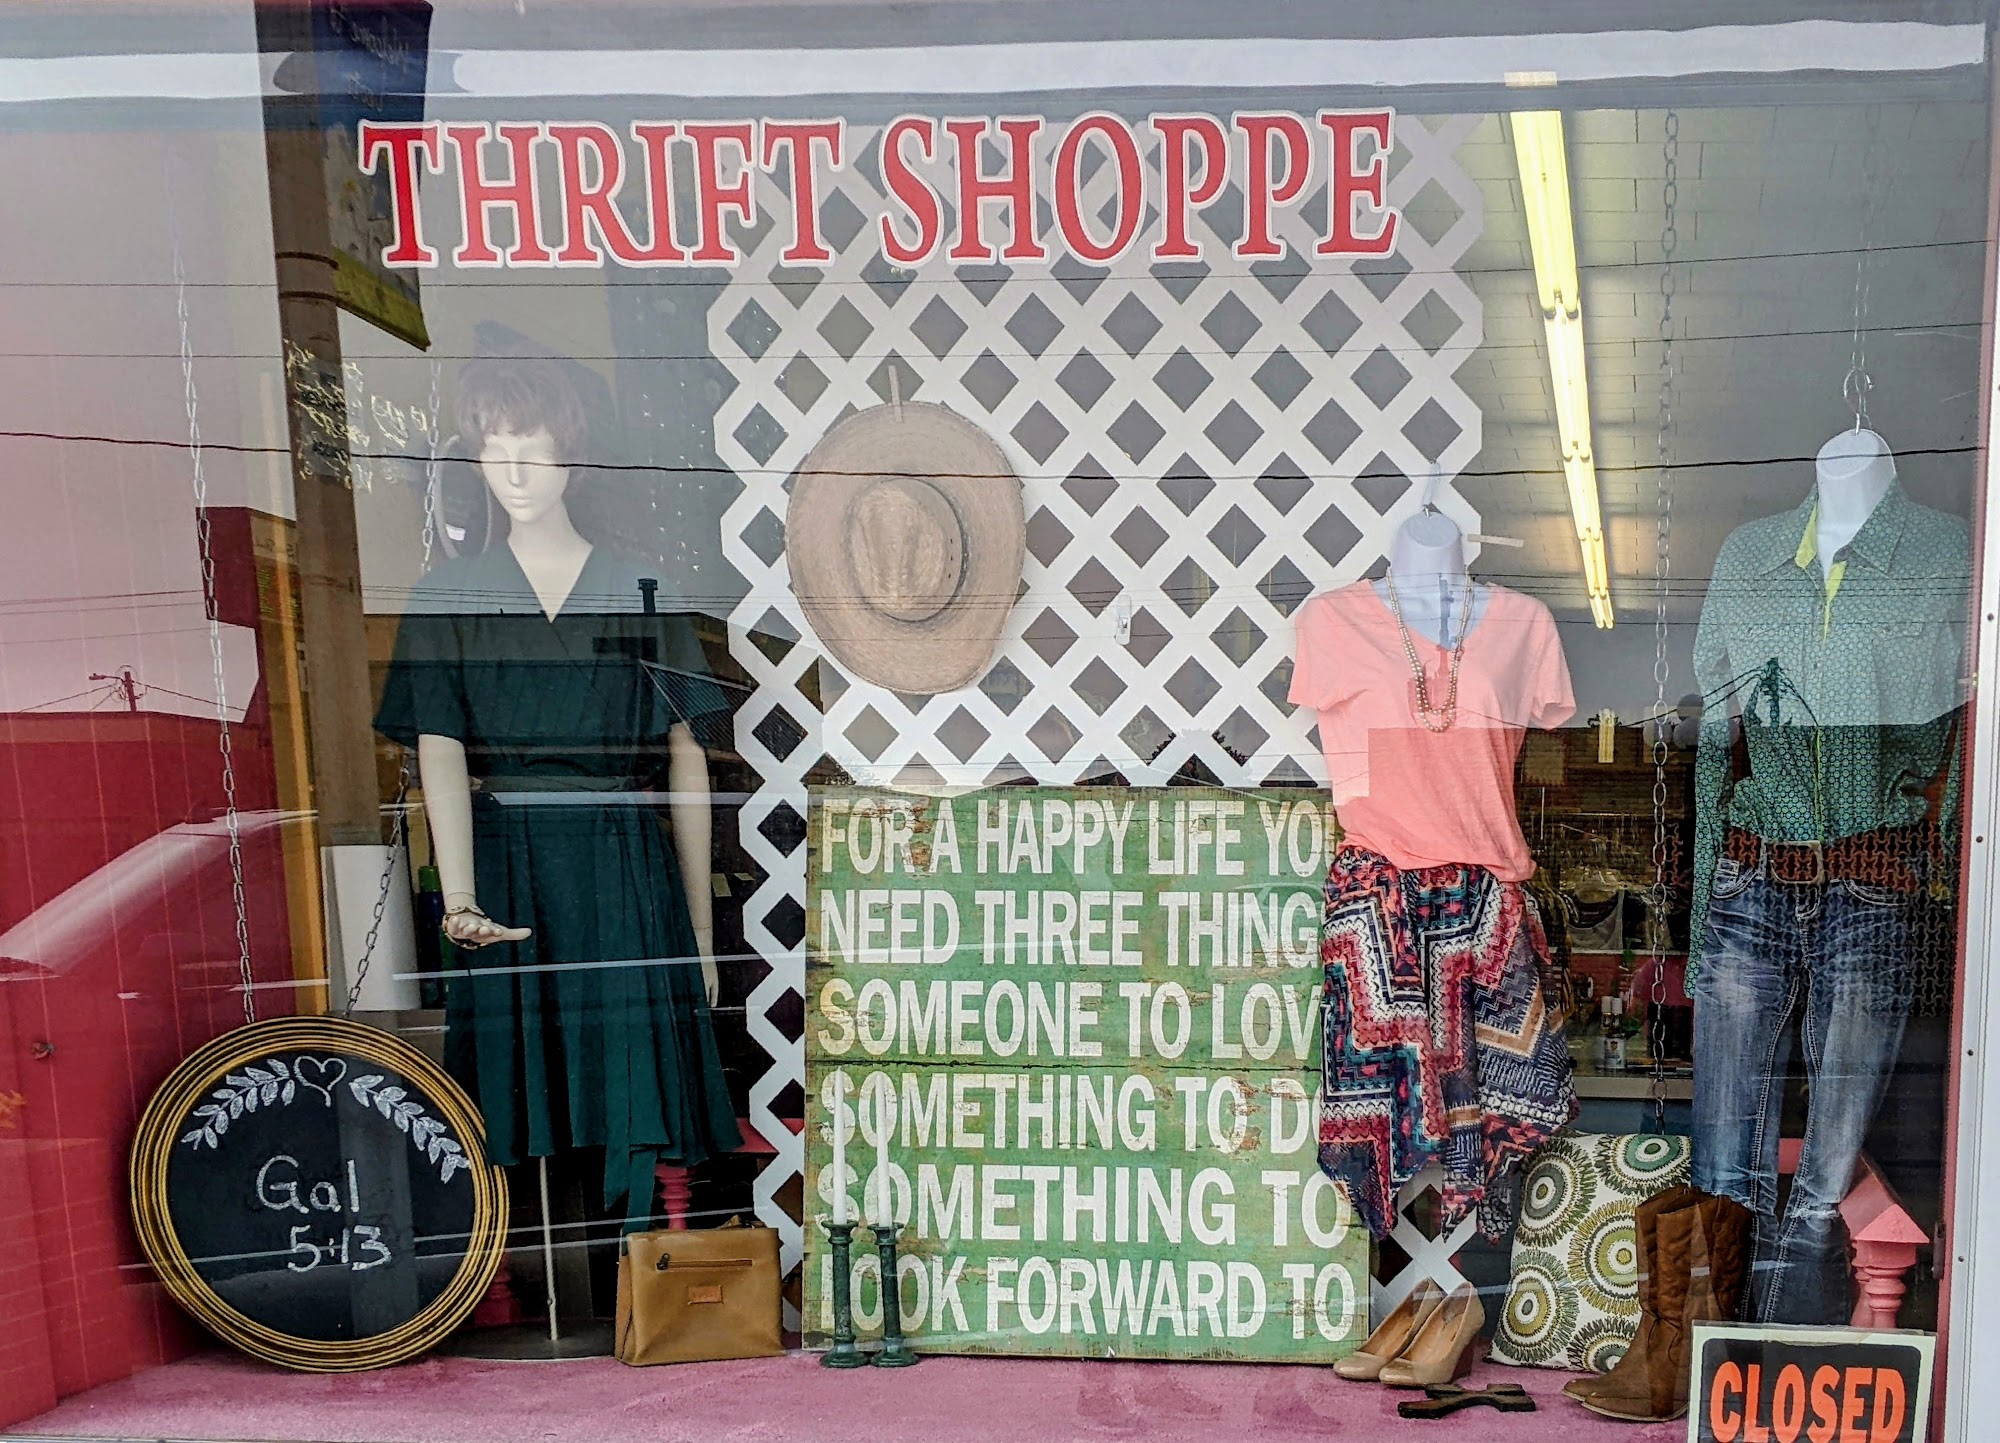 THRIFT SHOPPE
FOR A HAPPY LIFE YOU
NEED THREE THING
SOMEONE TO LOV
SOMETHING TO DO
SOMETHING TO
LOOK FORWARD TO
Gal
5:13
CLOSED